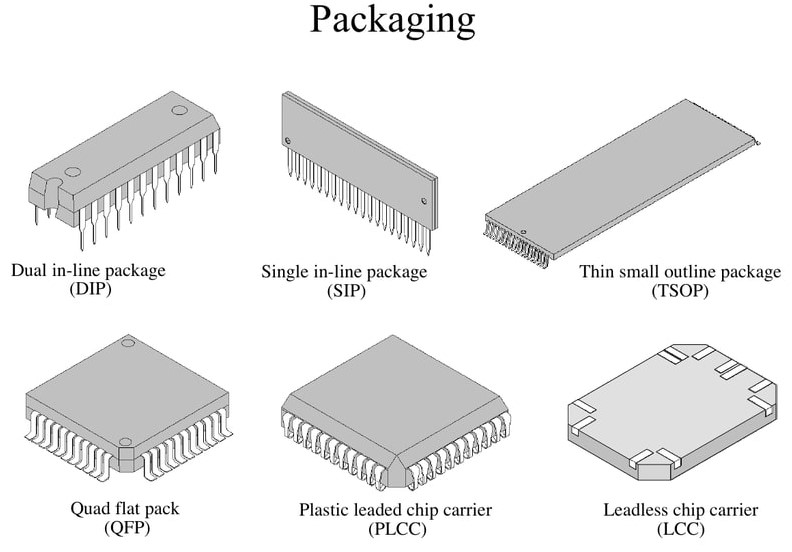 Packaging
Dual in-line package
(DIP)
Single in-line package
(SIP)
Thin small outline package
(TSOP)
Quad flat pack
(QFP)
Plastic leaded chip carrier
(PLCC)
Leadless chip carrier
(LCC)